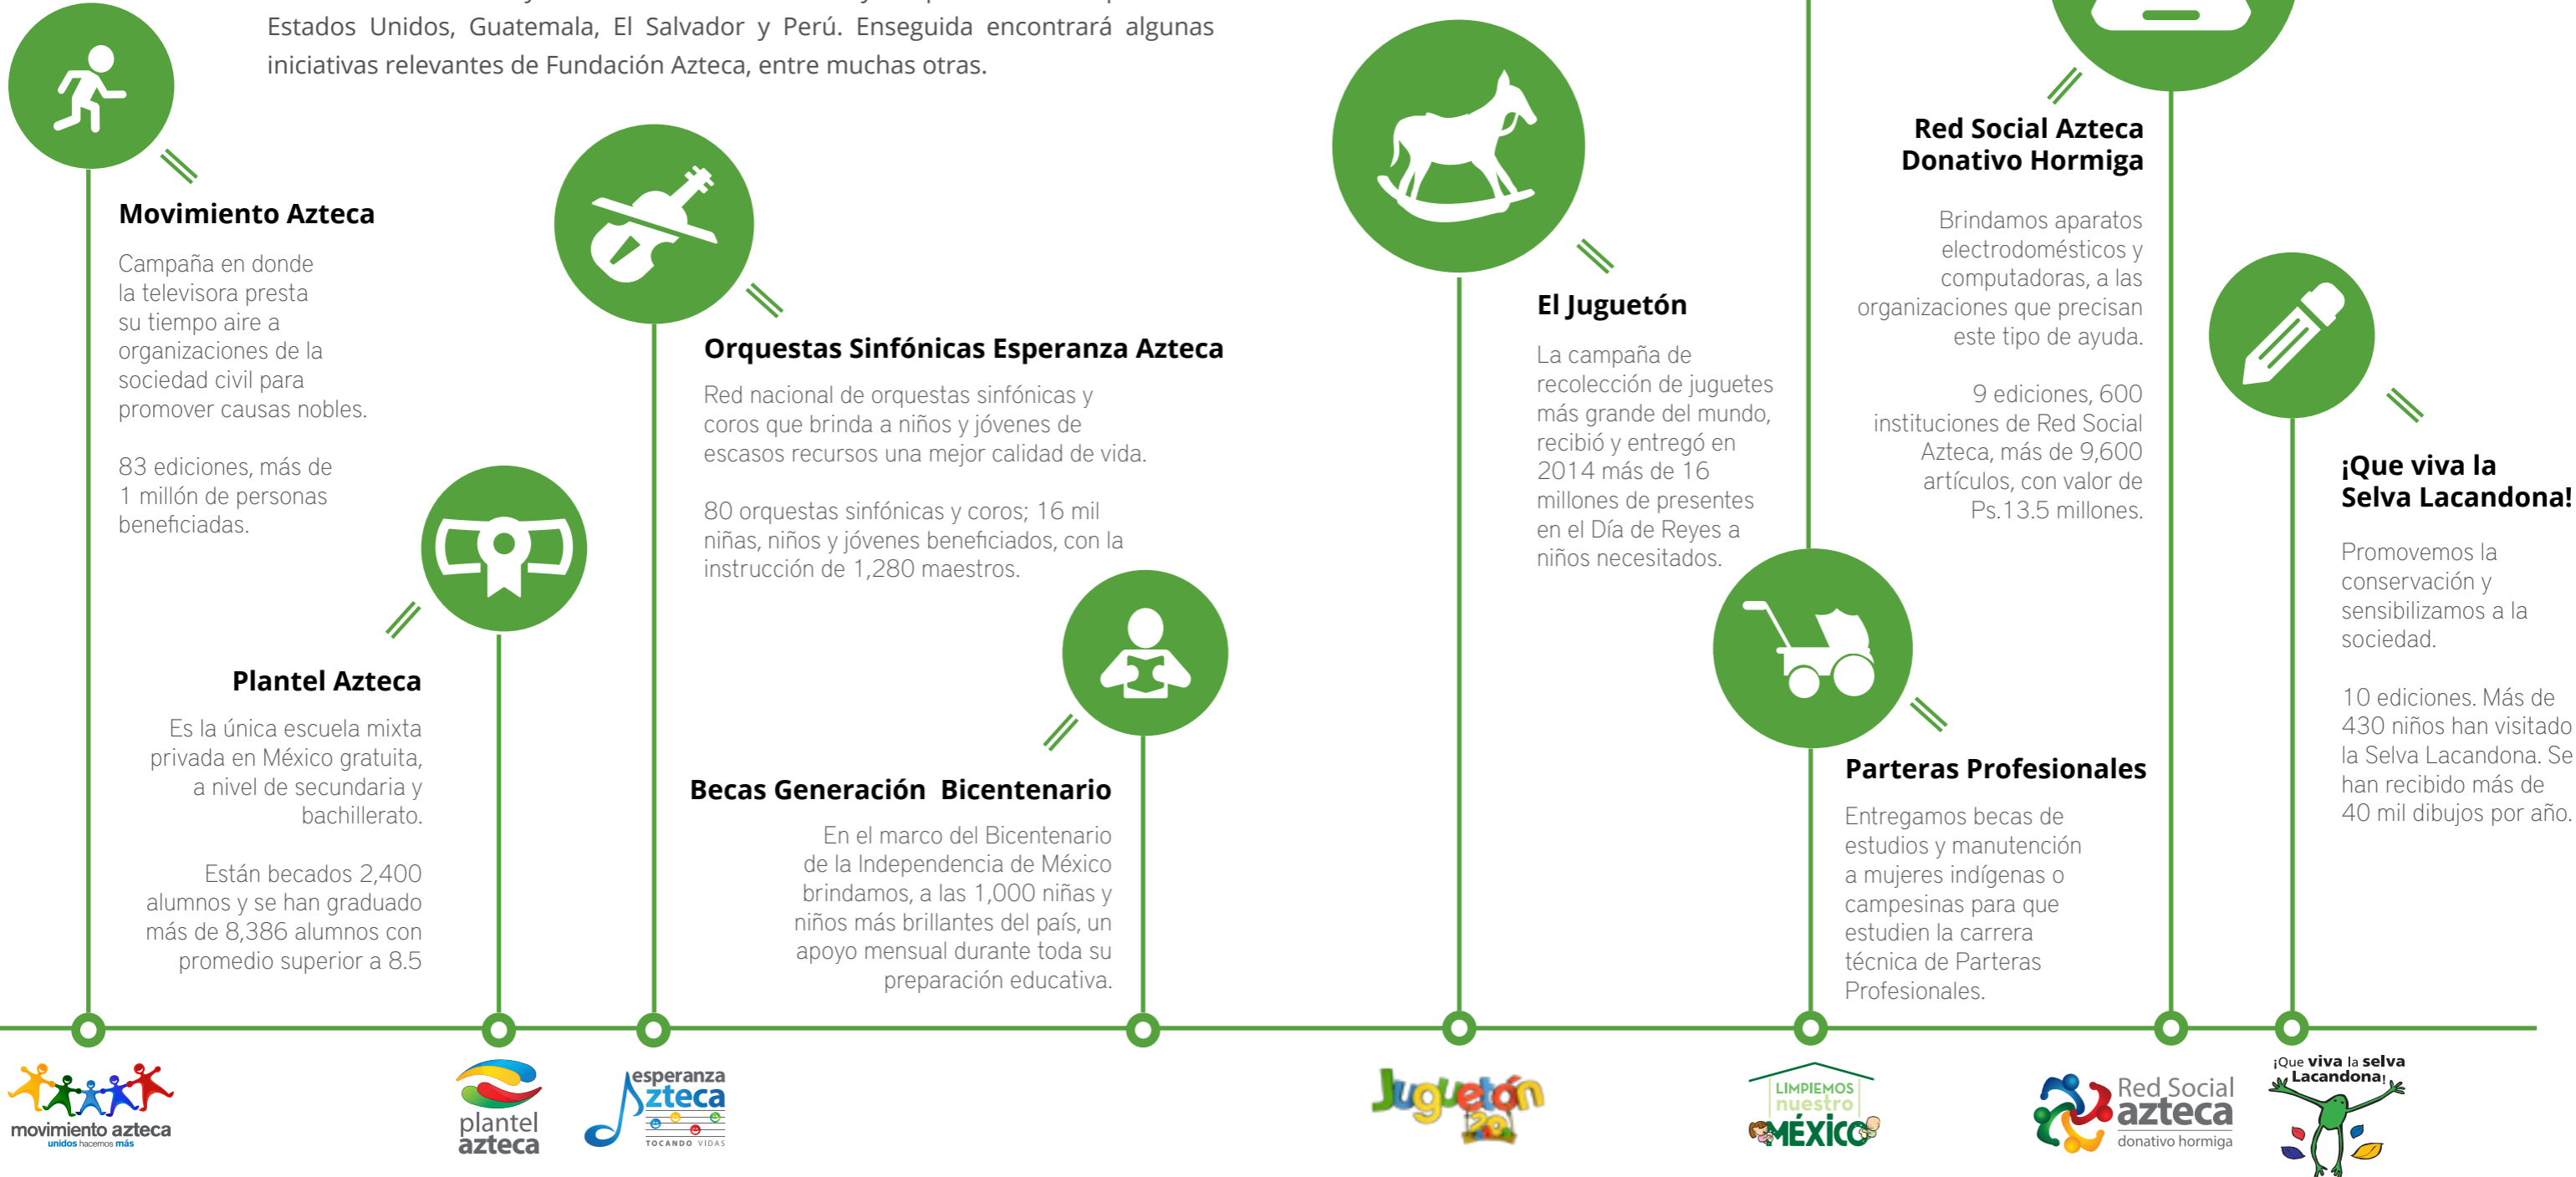 Estados Unidos, Guatemala, El Salvador y Perú. Enseguida encontrará algunas
iniciativas relevantes de Fundación Azteca, entre muchas otras.
Movimiento Azteca
Campaña en donde
la televisora presta
su tiempo aire a
organizaciones de la
sociedad civil para
promover causas nobles.
83 ediciones, más de
1 millón de personas
beneficiadas.
Plantel Azteca
Es la única escuela mixta
privada en México gratuita,
a nivel de secundaria y
bachillerato.
Están becados 2,400
alumnos y se han graduado
más de 8,386 alumnos con
promedio superior a 8.5
Orquestas Sinfónicas Esperanza Azteca
Red nacional de orquestas sinfónicas y
coros que brinda a niños y jóvenes de
escasos recursos una mejor calidad de vida.
80 orquestas sinfónicas y coros; 16 mil
niñas, niños y jóvenes beneficiados, con la
instrucción de 1,280 maestros.
Becas Generación Bicentenario
En el marco del Bicentenario
de la Independencia de México
brindamos, a las 1,000 niñas y
niños más brillantes del país, un
apoyo mensual durante toda su
preparación educativa.
El Juguetón
La campaña de
recolección de juguetes
más grande del mundo,
recibió y entregó en
2014 más de 16
millones de presentes
en el Día de Reyes a
niños necesitados.
Parteras Profesionales
Entregamos becas de
estudios y manutención
a mujeres indígenas o
campesinas para que
estudien la carrera
técnica de Parteras
Profesionales.
Red Social Azteca
Donativo Hormiga
Brindamos aparatos
electrodomésticos y
computadoras, a las
organizaciones que precisan
este tipo de ayuda.
9 ediciones, 600
instituciones de Red Social
Azteca, más de 9,600
artículos, con valor de
Ps.13.5 millones.
¡Que viva la
Selva Lacandona!
Promovemos la
conservación y
sensibilizamos a la
sociedad.
10 ediciones. Más de
430 niños han visitado
la Selva Lacandona. Se
han recibido más de
40 mil dibujos por año.
movimiento azteca
unidos hacemos más
plantel
azteca
esperanza
azteca
TOCANDO VIDAS
Juguetón
LIMPIEMOS
nuestro
MÉXICO
Red Social
azteca
donativo hormiga
¡Que viva la selva
Lacandona!